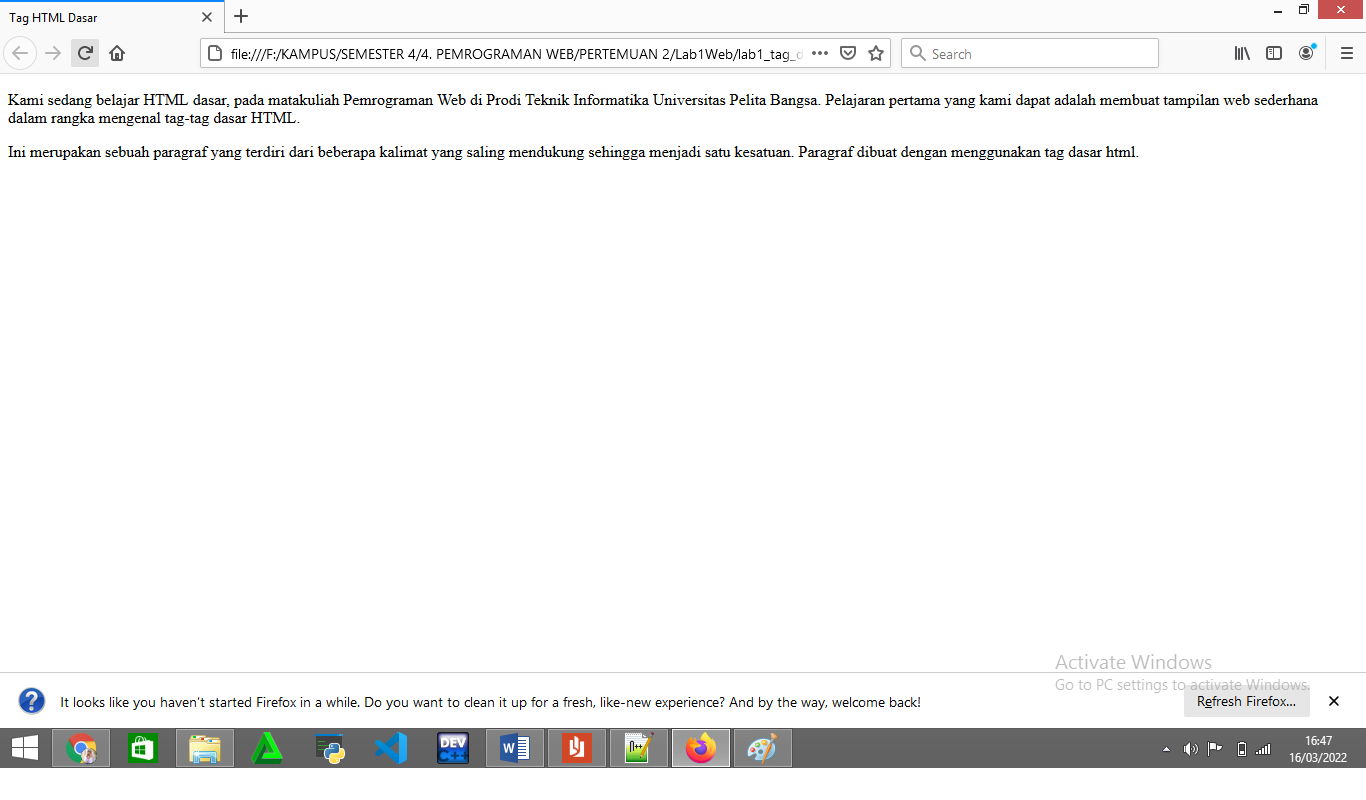 Tag HTML Dasar
file:///F:/KAMPUS/SEMESTER 4/4. PEMROGRAMAN WEB/PERTEMUAN 2/Lab1Web/lab1_tag_d
Search
Kami sedang belajar HTML dasar, pada matakuliah Pemrograman Web di Prodi Teknik Informatika Universitas Pelita Bangsa. Pelajaran pertama yang kami dapat adalah membuat tampilan web sederhana
dalam rangka mengenal tag-tag dasar HTML.
Ini merupakan sebuah paragraf yang terdiri dari beberapa kalimat yang saling mendukung sehingga menjadi satu kesatuan. Paragraf dibuat dengan menggunakan tag dasar html.
Activate Windows
Go to PC settings to activate Windows.
It looks like you haven't started Firefox in a while. Do you want to clean it up for a fresh, like-new experience? And by the way, welcome back!
Refresh Firefox...
DEV
C++
W
N++
16:47
16/03/2022